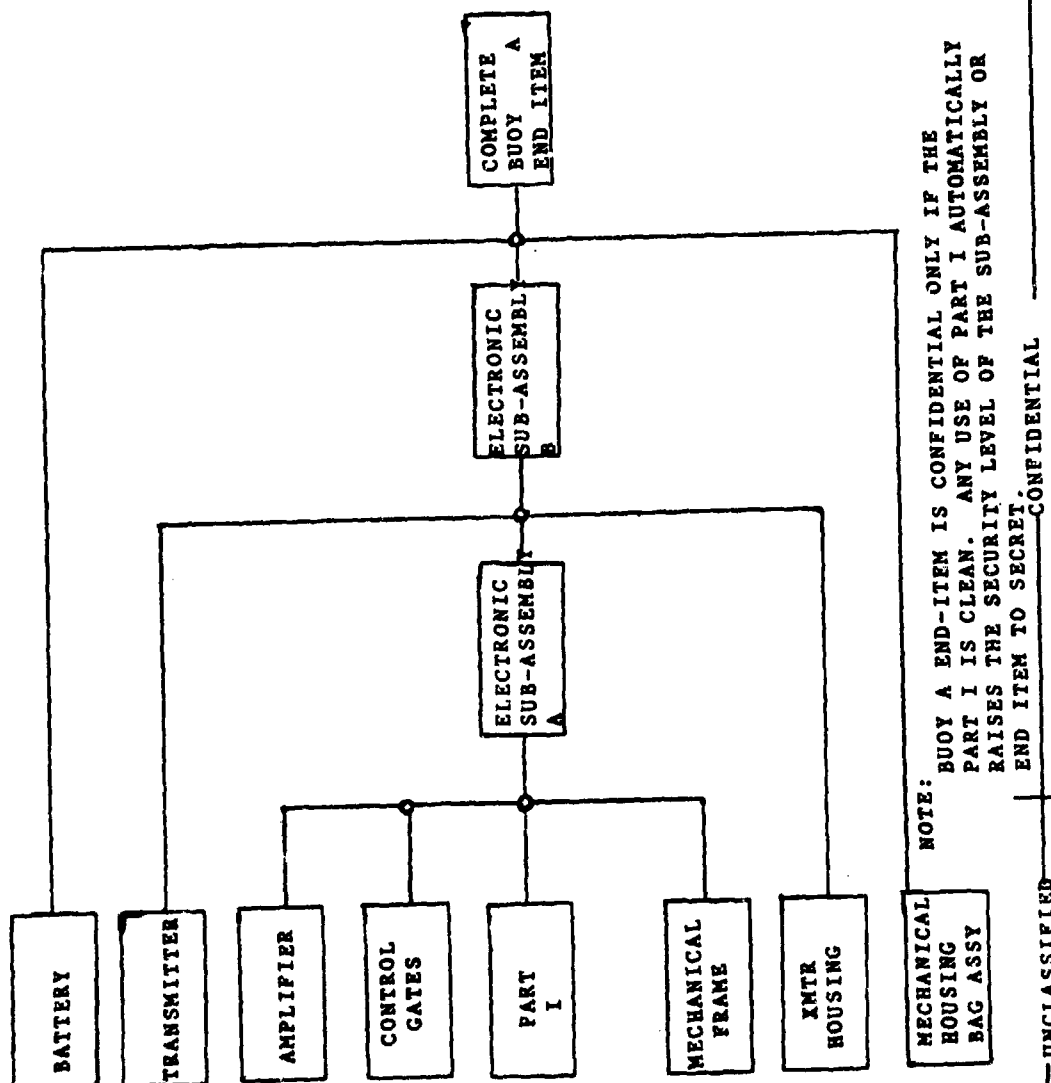 BATTERY
TRANSMITTER
AMPLIFIER
CONTROL
GATES
PART
I
MECHANICAL
FRAME
XMTR
HOUSING
MECHANICAL
HOUSING
BAG ASSY
ELECTRONIC
SUB-ASSEMBLY
A
ELECTRONIC
SUB-ASSEMBLY
B
COMPLETE
BUOY A
END ITEM
NOTE:
BUOY A END-ITEM IS CONFIDENTIAL ONLY IF THE
PART I IS CLEAN. ANY USE OF PART I AUTOMATICALLY
RAISES THE SECURITY LEVEL OF THE SUB-ASSEMBLY OR
END ITEM TO SECRET.
UNCLASSIFIED
CONFIDENTIAL